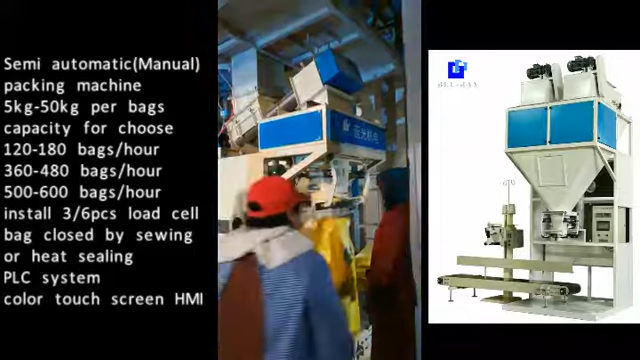 Semi automatic(Manual)
packing machine
5kg-50kg per bags
capacity for choose
120-180 bags/hour
360-480 bags/hour
500-600 bags/hour
install 3/6pcs load cell
bag closed by sewing
or heat sealing
PLC system
color touch screen HMI